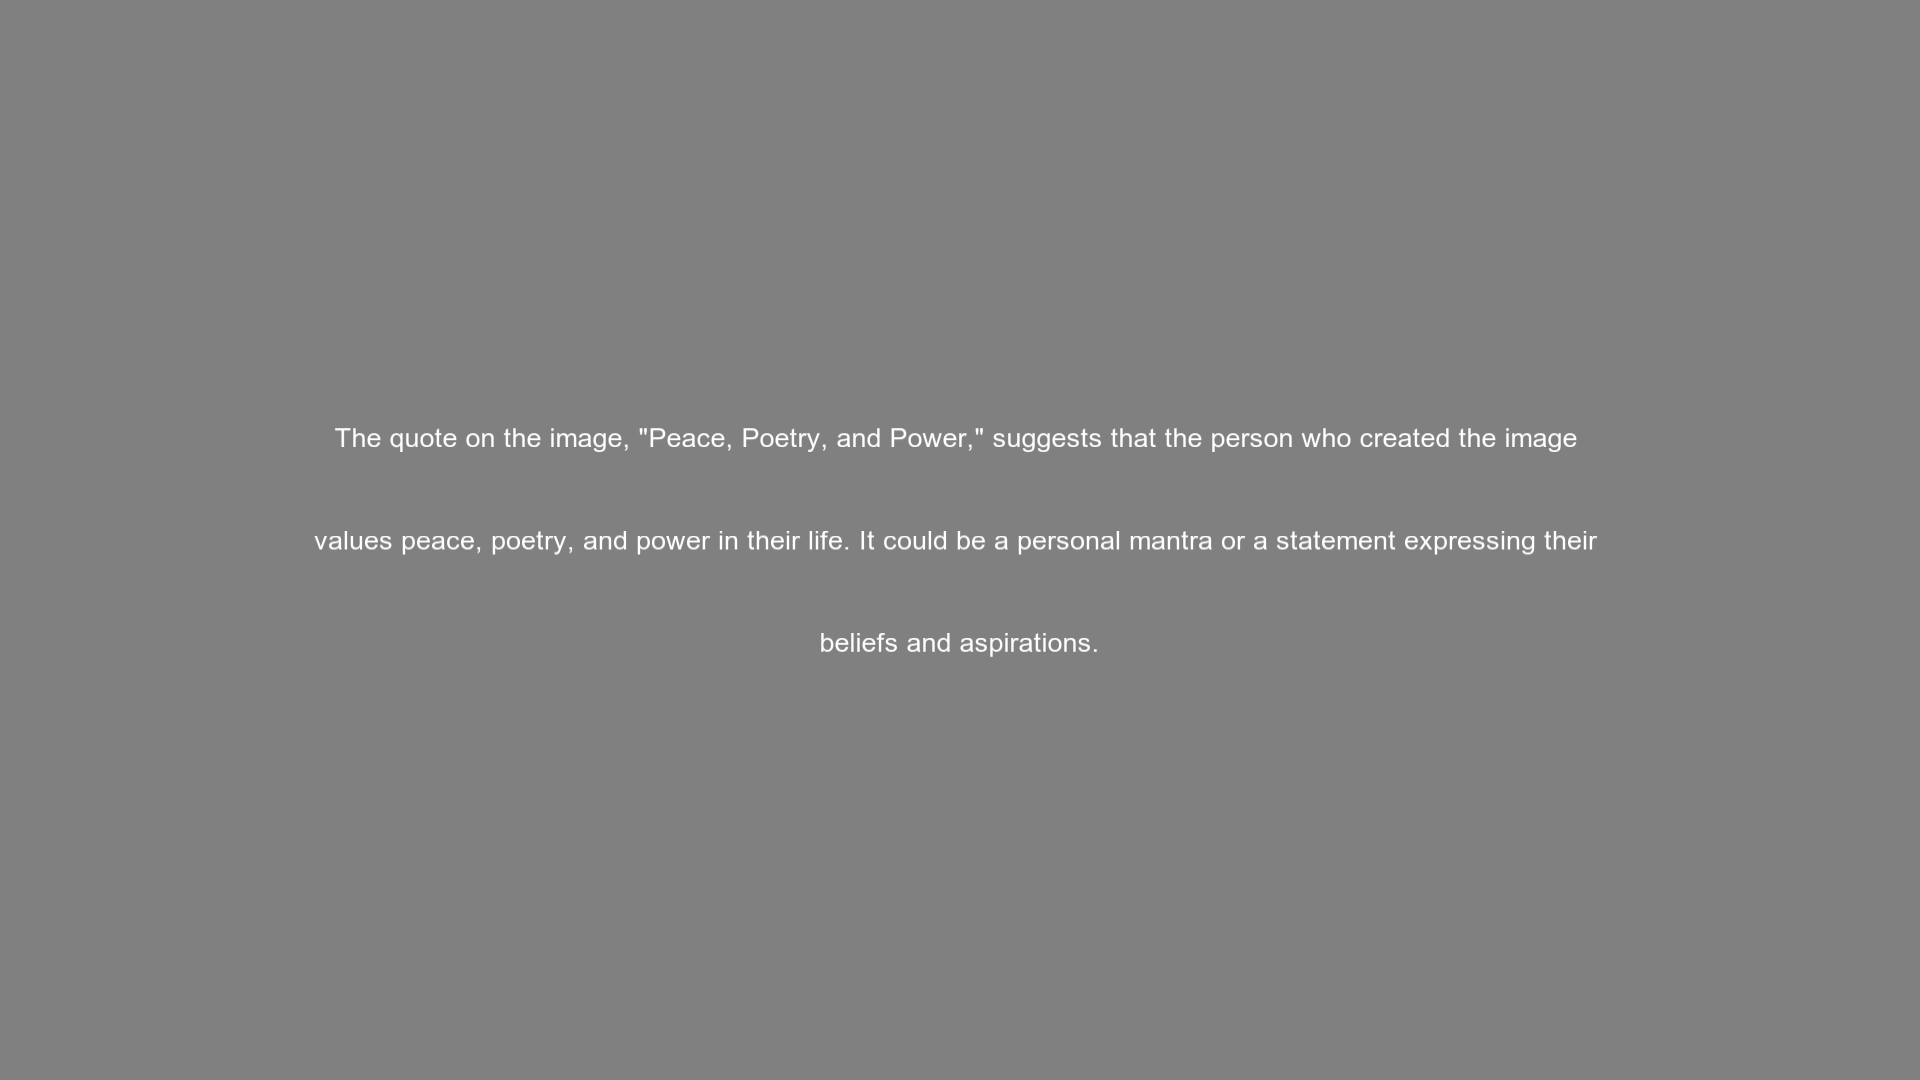 The quote on the image, "Peace, Poetry, and Power," suggests that the person who created the image
values peace, poetry, and power in their life. It could be a personal mantra or a statement expressing their
beliefs and aspirations.